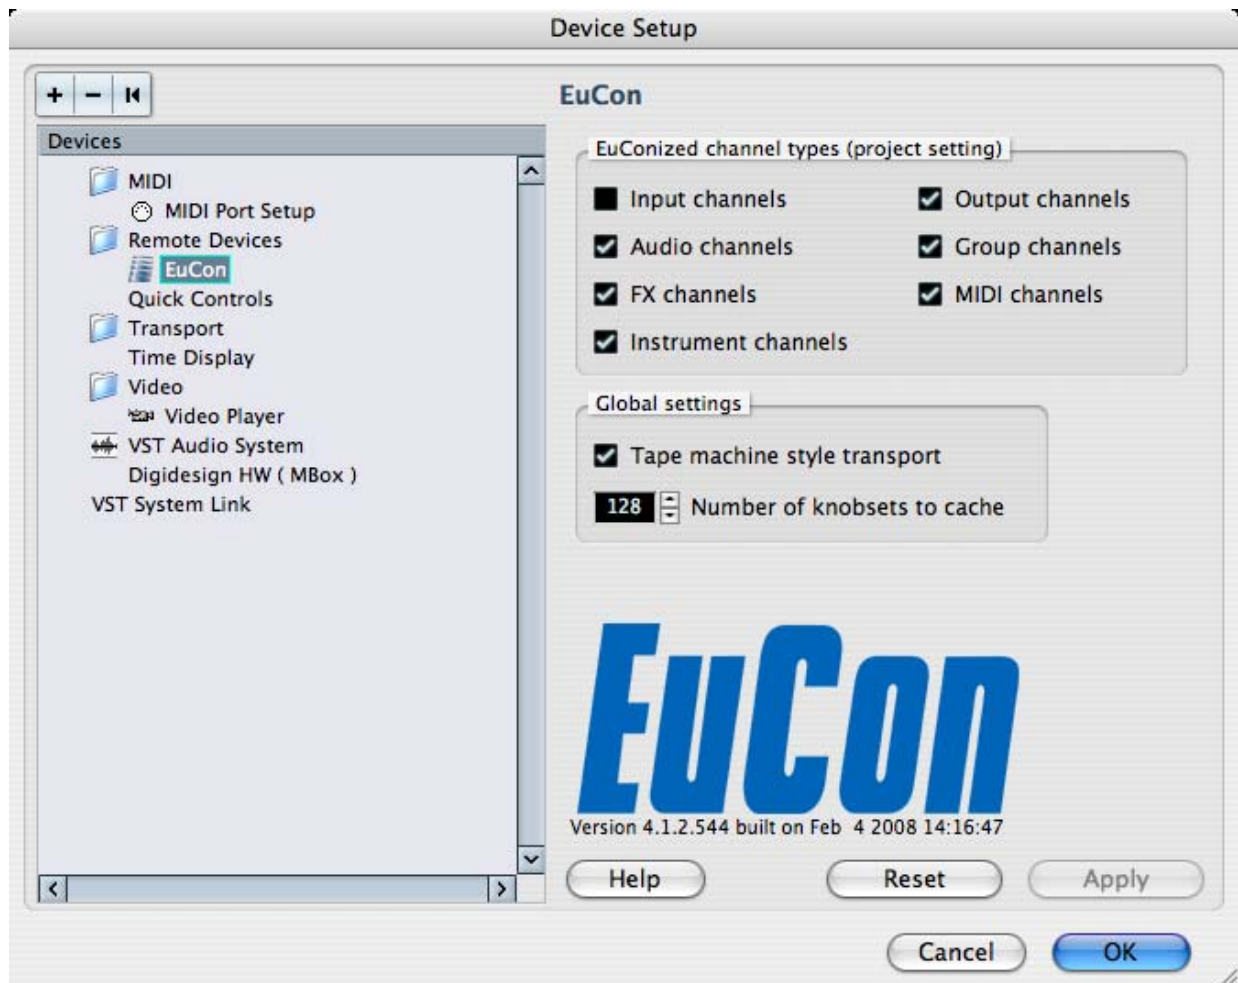 Device Setup
EuCon
Devices
MIDI
MIDI Port Setup
Remote Devices
EuCon
Quick Controls
Transport
Time Display
Video
Video Player
VST Audio System
Digidesign HW ( MBox )
VST System Link
EuConized channel types (project setting)
Input channels
Output channels
Audio channels
Group channels
FX channels
MIDI channels
Instrument channels
Global settings
Tape machine style transport
128 Number of knobsets to cache
EuCon
Version 4.1.2.544 built on Feb 4 2008 14:16:47
Help Reset Apply
Cancel OK